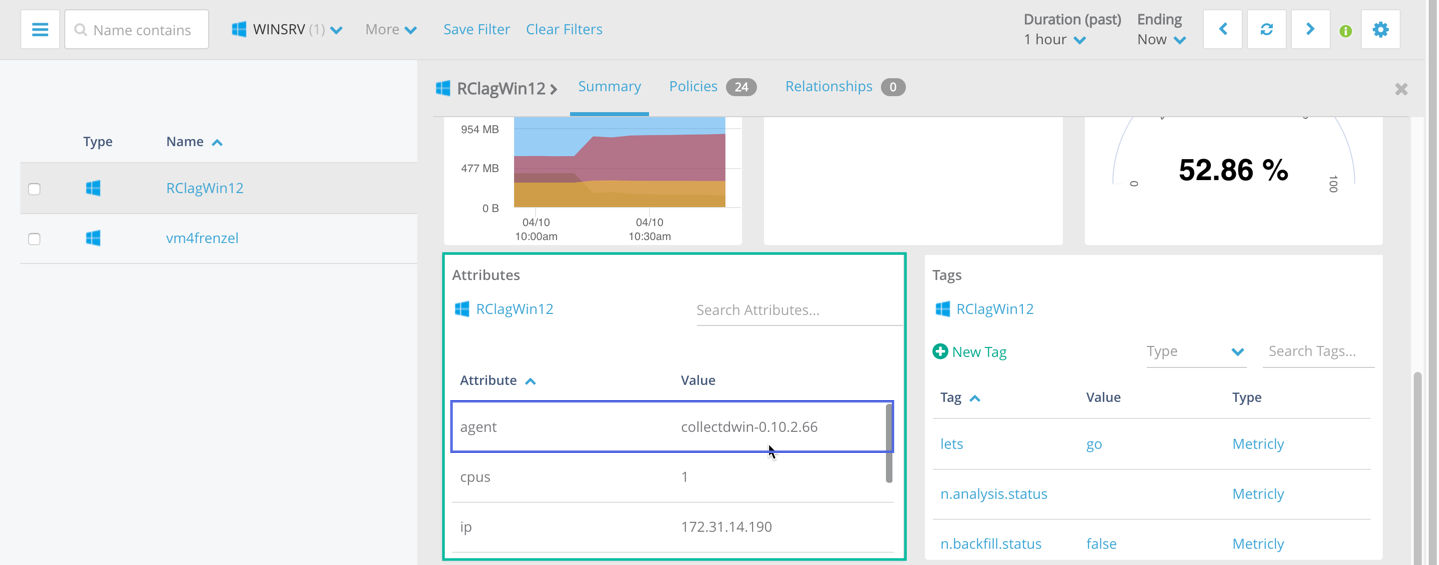 Name contains
WINSRV (1)
More
Save Filter
Clear Filters
Duration (past)
1 hour
Ending
Now
i
RClagWin12
Summary
Policies 24
Relationships 0
Type Name
RClagWin12
vm4frenzel
954 MB
477 MB
0 B
04/10
10:00am
04/10
10:30am
0
52.86 %
100
Attributes
RClagWin12
Search Attributes...
Attribute Value
agent collectdwin-0.10.2.66
cpus 1
ip 172.31.14.190
Tags
RClagWin12
New Tag
Type
Search Tags...
Tag Value Type
lets go Metricly
n.analysis.status Metricly
n.backfill.status false Metricly